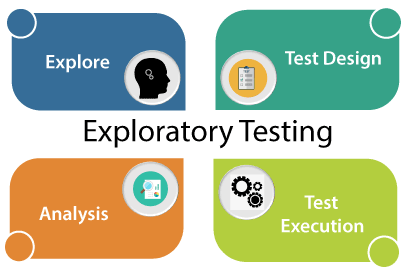 Explore
Test Design
Exploratory Testing
Analysis
Test
Execution